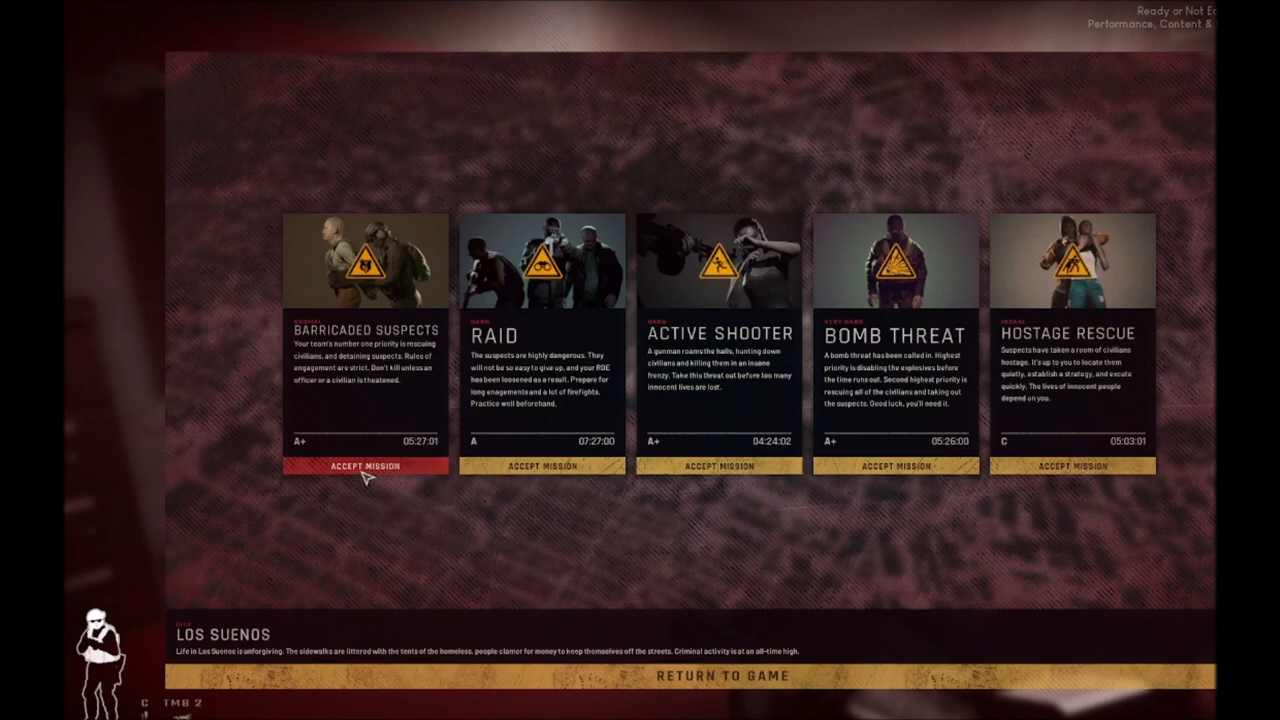 Ready or Not Ea
Performance, Content &
NORMAL
BARRICADED SUSPECTS
Your team's number one priority is rescuing
civilians, and detaining suspects. Rules of
engagement are strict. Don't kill unless an
officer or a civilian is theatened.
A+ 05:27:01
ACCEPT MISSION
HARD
RAID
The suspects are highly dangerous. They
will not be so easy to give up, and your ROE
has been loosened as a result. Prepare for
long enagements and a lot of firefights.
Practice well beforehand.
A 07:27:00
ACCEPT MISSION
HARD
ACTIVE SHOOTER
A gunman roams the halls, hunting down
civilians and killing them in an insane
frenzy. Take this threat out before too many
innocent lives are lost.
A+ 04:24:02
ACCEPT MISSION
VERY HARD
BOMB THREAT
A bomb threat has been called in. Highest
priority is disabling the explosives before
the time runs out. Second highest priority is
rescuing all of the civilians and taking out
the suspects. Good luck, you'll need it.
A+ 05:26:00
ACCEPT MISSION
INSANE
HOSTAGE RESCUE
Suspects have taken a room of civilians
hostage. It's up to you to locate them
quietly, establish a strategy, and excute
quickly. The lives of innocent people
depend on you.
C 05:03:01
ACCEPT MISSION
CITY
LOS SUENOS
Life in Los Suenos is unforgiving. The sidewalks are littered with the tents of the homeless, people clamor for money to keep themselves off the streets. Criminal activity is at an all-time high.
RETURN TO GAME
C TMB 2